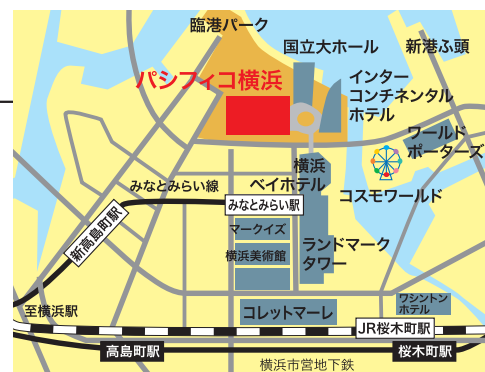 臨港パーク
国立大ホール
新港ふ頭
パシフィコ横浜
インター
コンチネンタル
ホテル
ワールド
ポーターズ
横浜
ベイホテル
みなとみらい線
コスモワールド
みなとみらい駅
新高島町駅
マークイズ
横浜美術館
ランドマーク
タワー
至横浜駅
コレットマーレ
ワシントン
ホテル
JR桜木町駅
高島町駅
桜木町駅
横浜市営地下鉄